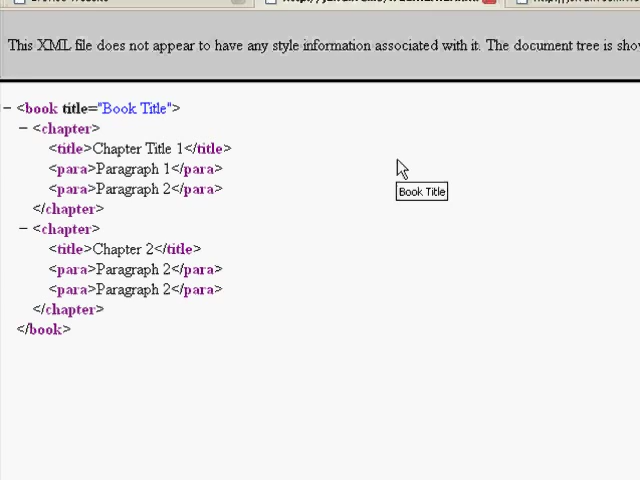 This XML file does not appear to have any style information associated with it. The document tree is
− <book title="Book Title">
− <chapter>
<title>Chapter Title 1</title>
<para>Paragraph 1</para>
<para>Paragraph 2</para>
</chapter>
− <chapter>
<title>Chapter 2</title>
<para>Paragraph 2</para>
<para>Paragraph 2</para>
</chapter>
</book>
Book Title